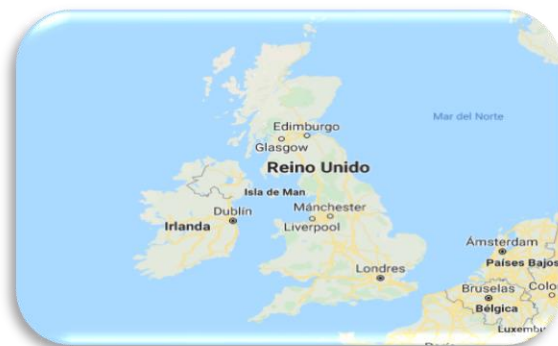 Mar del Norte
Edimburgo
Glasgow
Reino Unido
Isla de Man
Mánchester
Dublín
Irlanda
Liverpool
Ámsterdam
Países Bajos
Londres
Bruselas
Bélgica